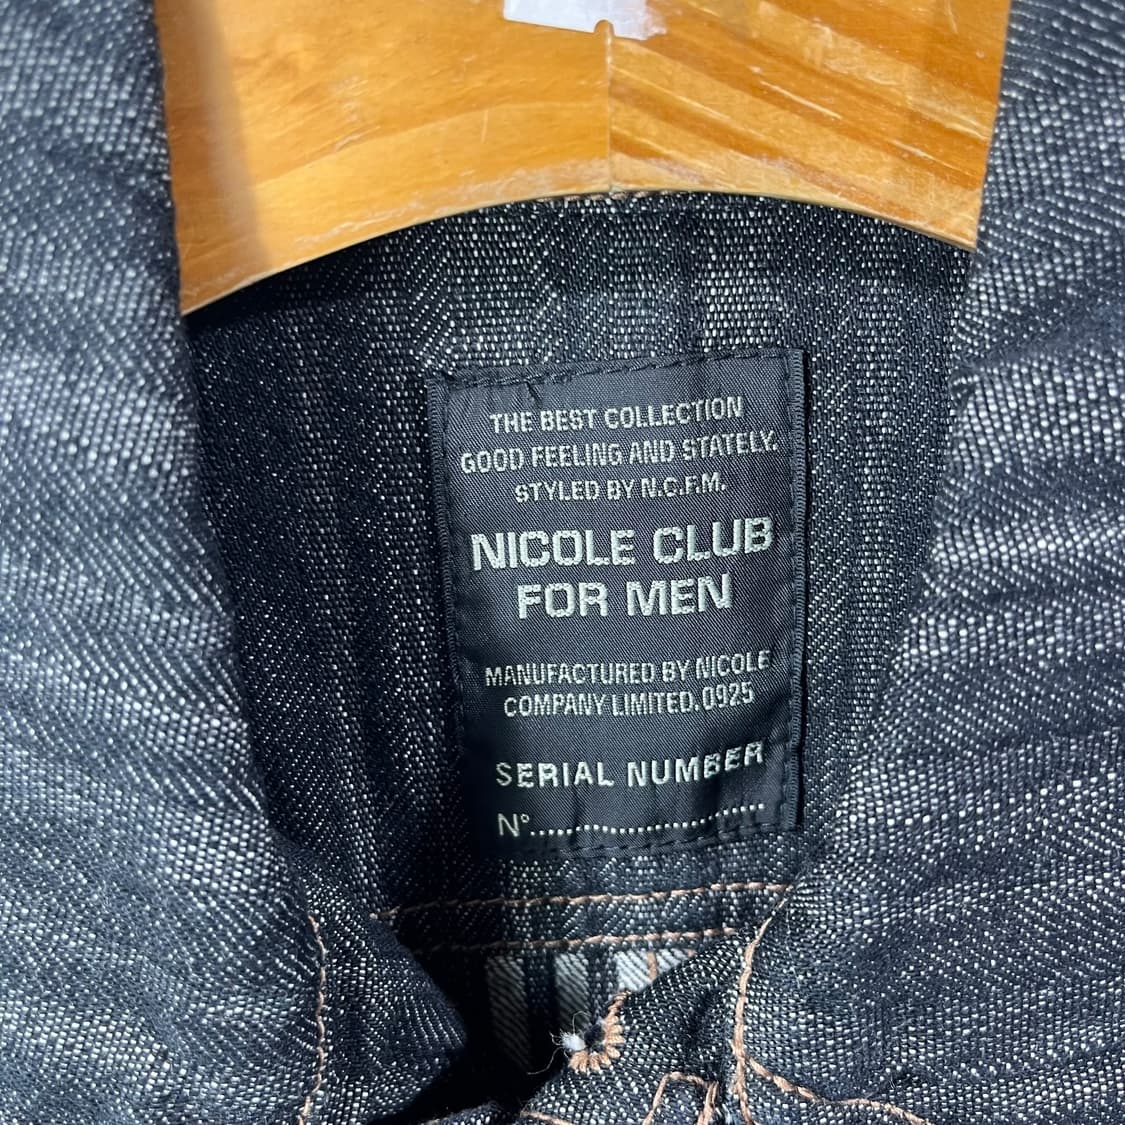 THE BEST COLLECTION
GOOD FEELING AND STATELY.
STYLED BY N.C.F.M.
NICOLE CLUB
FOR MEN
MANUFACTURED BY NICOLE
COMPANY LIMITED. 0925
SERIAL NUMBER
N°........................